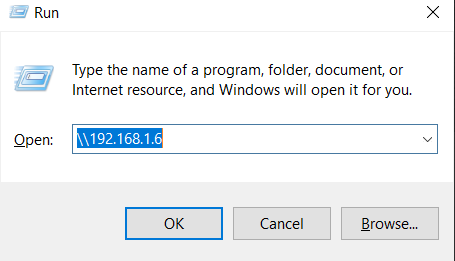 Run
Type the name of a program, folder, document, or
Internet resource, and Windows will open it for you.
Open: \\192.168.1.6
OK Cancel Browse...